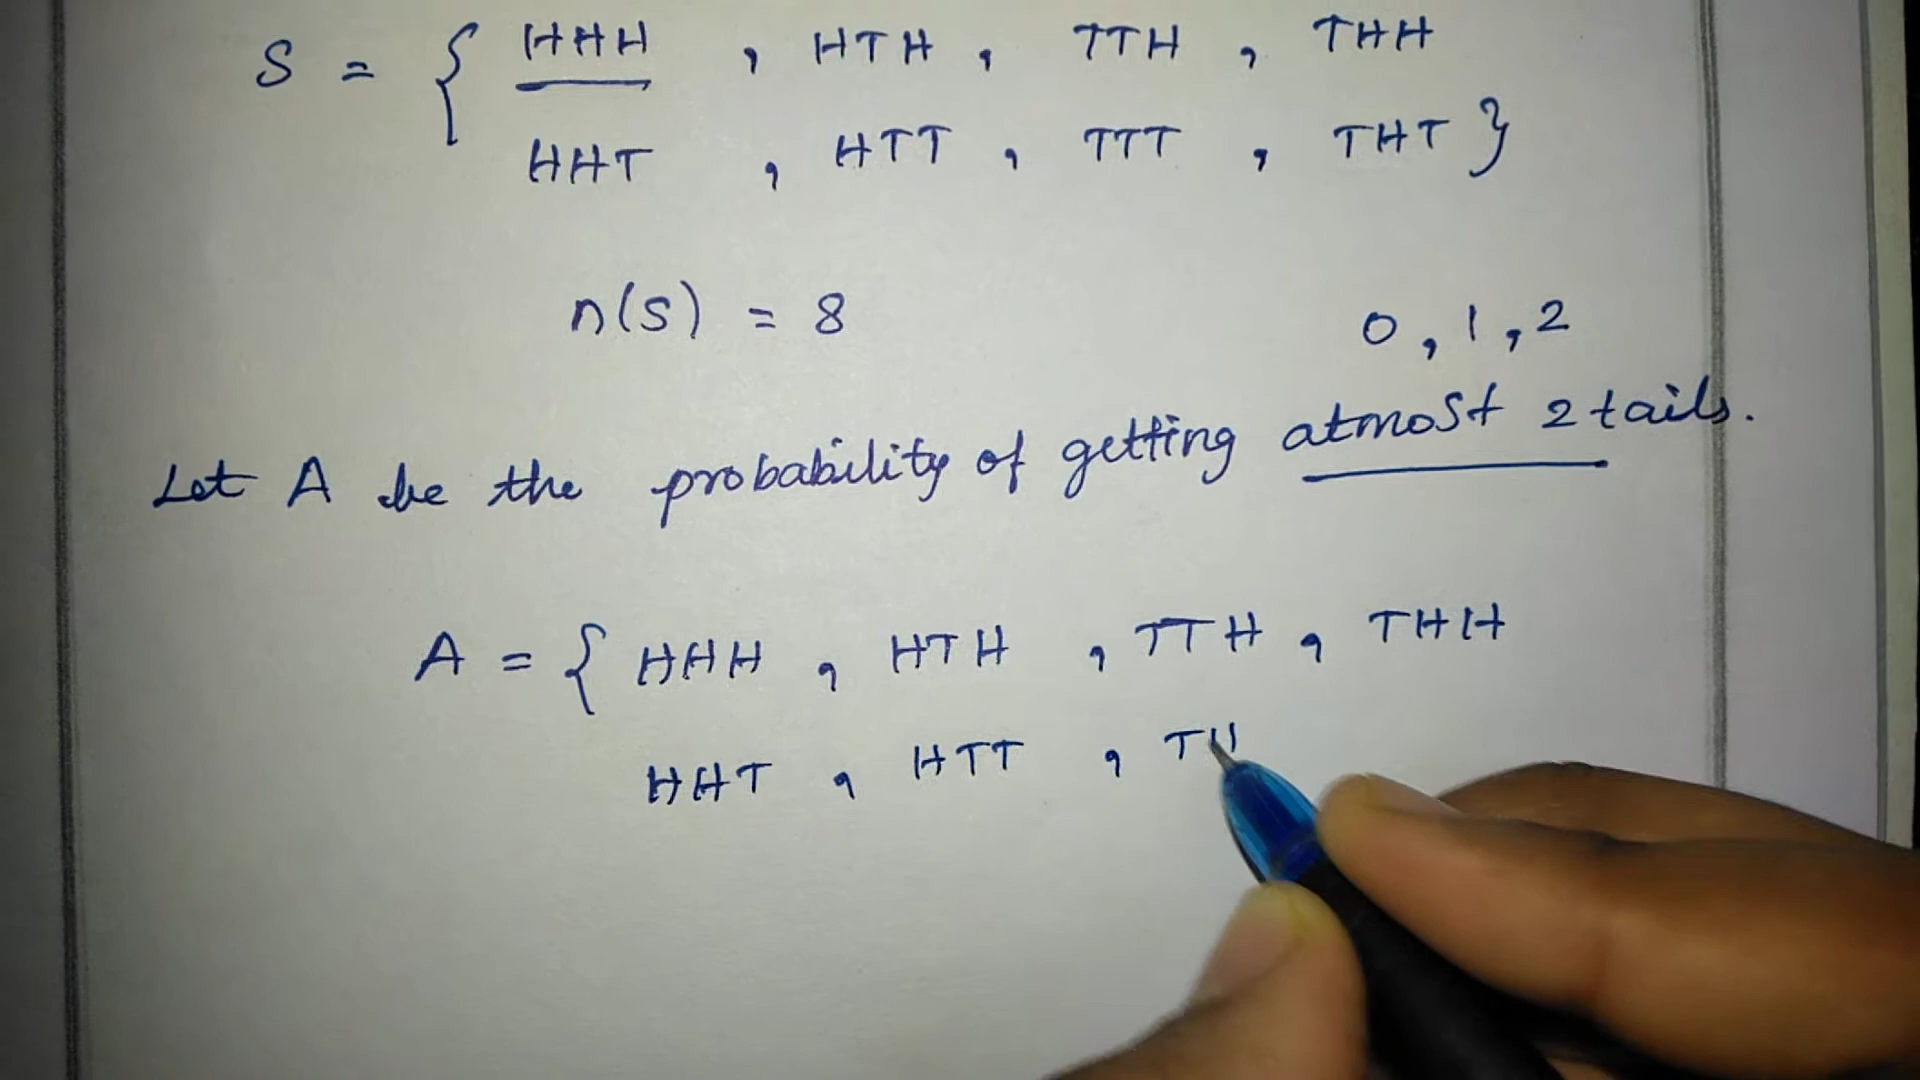 S = { HHH , HTH , TTH , THH
HHT , HTT , TTT , THT }
n(S) = 8
0 , 1 , 2
Let A be the probability of getting atmost 2 tails.
A = { HHH , HTH , TTH , THH
HHT , HTT , TH